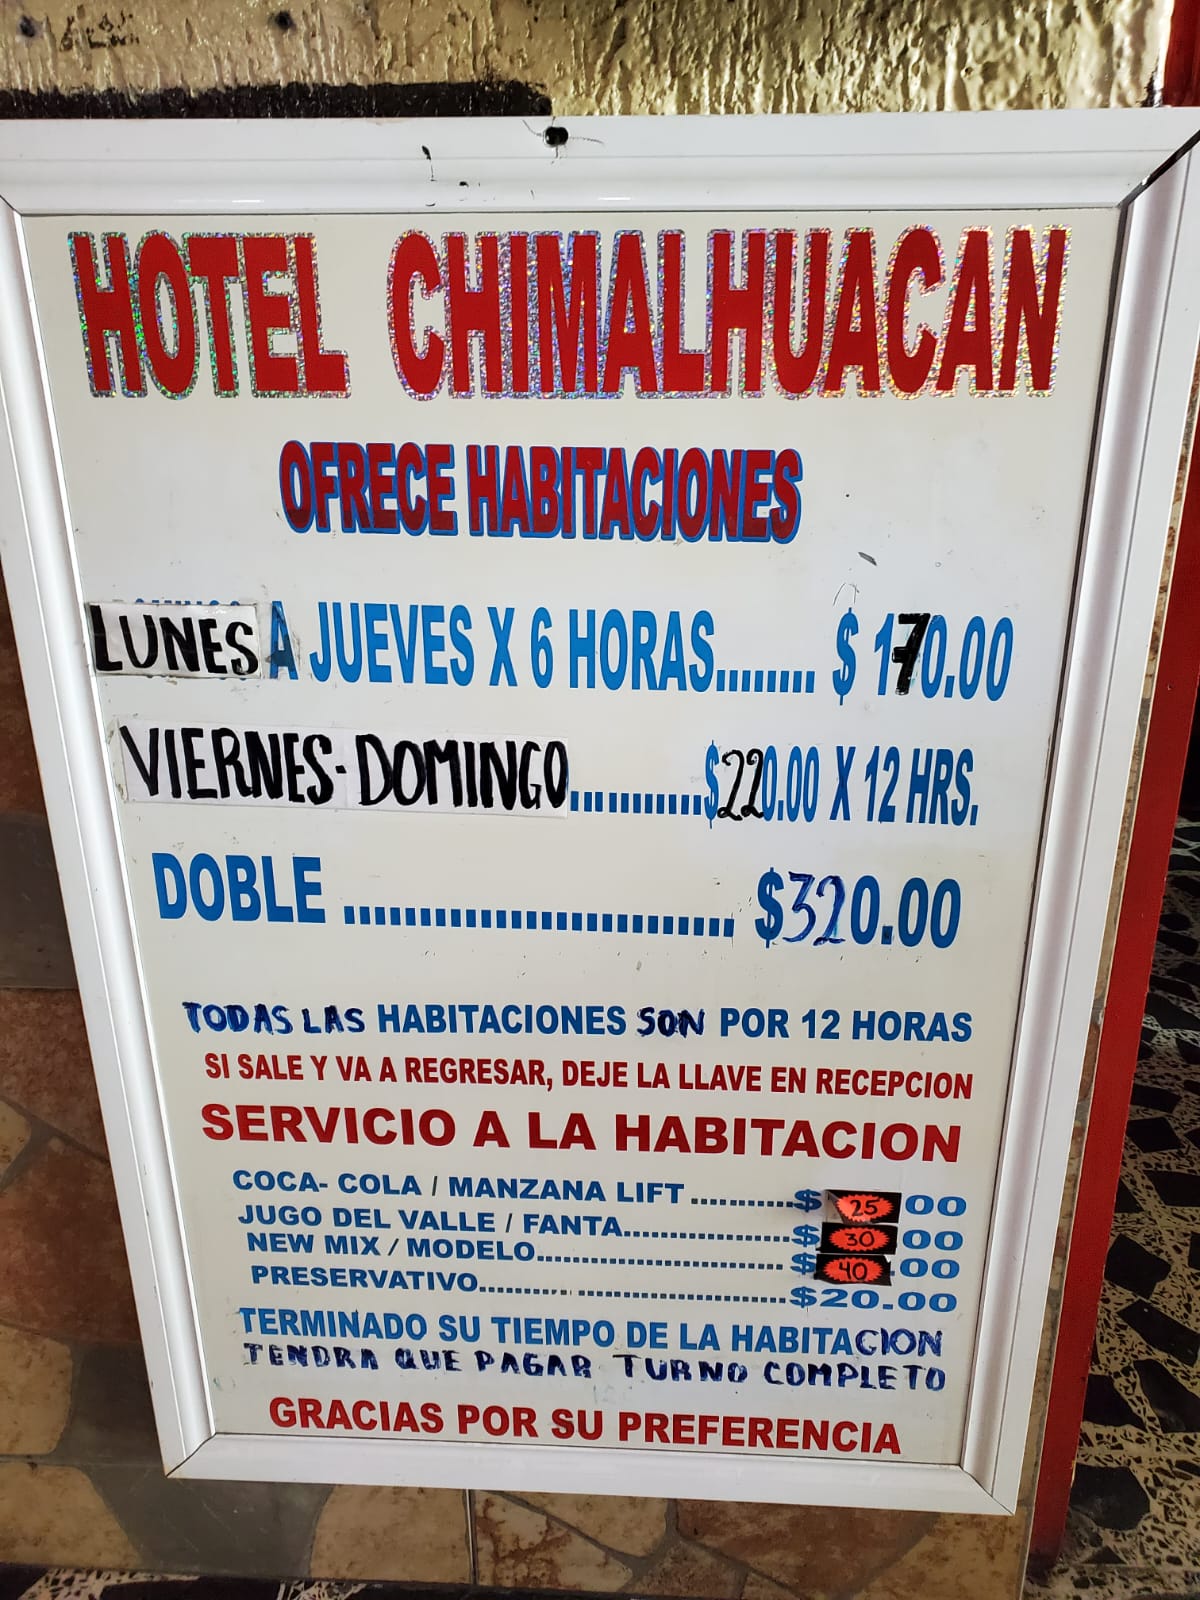 HOTEL CHIMALHUACAN
OFRECE HABITACIONES
LUNES A JUEVES X 6 HORAS........ $ 170.00
VIERNES-DOMINGO...........$220.00 X 12 HRS.
DOBLE .......................... $320.00
TODAS LAS HABITACIONES SON POR 12 HORAS
SI SALE Y VA A REGRESAR, DEJE LA LLAVE EN RECEPCION
SERVICIO A LA HABITACION
COCA- COLA / MANZANA LIFT ...........$ 25 00
JUGO DEL VALLE / FANTA.....................$ 30 00
NEW MIX / MODELO.............................. $ 40 .00
PRESERVATIVO.....................................$20.00
TERMINADO SU TIEMPO DE LA HABITACION
TENDRA QUE PAGAR TURNO COMPLETO
GRACIAS POR SU PREFERENCIA